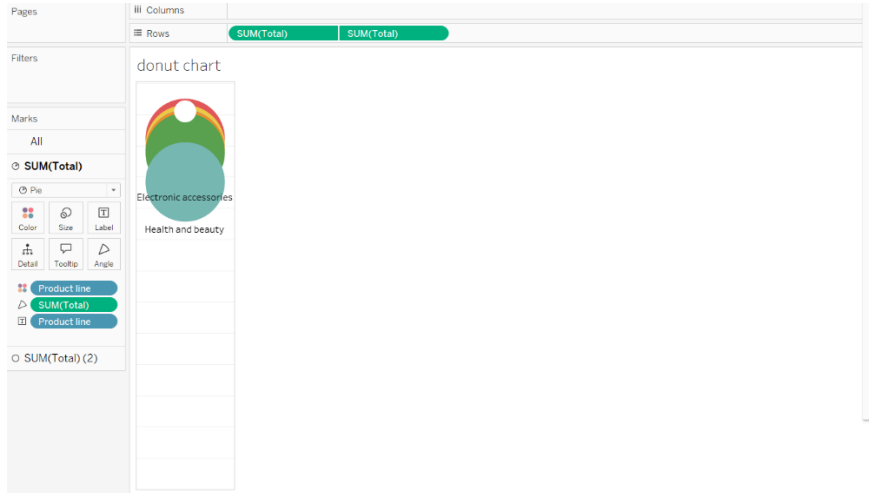 Pages
Filters
Marks
All
SUM(Total)
Pie
Color Size Label
Detail Tooltip Angle
Product line
SUM(Total)
Product line
SUM(Total) (2)
Columns
Rows SUM(Total) SUM(Total)
donut chart
Electronic accessories
Health and beauty